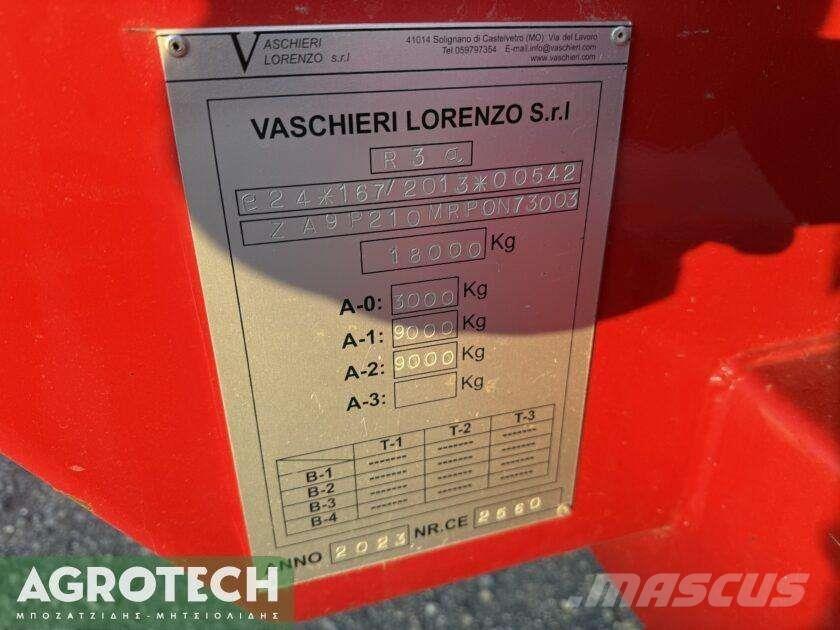 VASCHIERI LORENZO s.r.l
41014 Solignano di Castelvetro (MO) Via del Lavoro
Tel 059797354 E-mail.info@vaschieri.com
www.vaschieri.com
VASCHIERI LORENZO S.r.l
R3a
e24*167/2013*00542
ZA9P210MRPON73003
18000 Kg
A-0: 3000 Kg
A-1: 9000 Kg
A-2: 9000 Kg
A-3: Kg
T-1 T-2 T-3
B-1 ------- ------- -------
B-2 ------- ------- -------
B-3 ------- ------- -------
B-4 ------- ------- -------
ANNO 2023 NR.CE 2560
AGROTECH
ΜΠΟΖΑΤΖΙΔΗΣ-ΜΗΤΣΙΟΛΙΔΗΣ
MASCUS